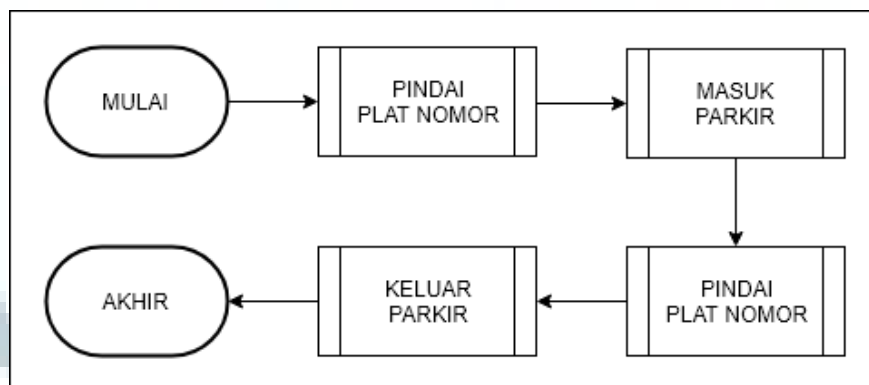 MULAI
PINDAI
PLAT NOMOR
MASUK
PARKIR
PINDAI
PLAT NOMOR
KELUAR
PARKIR
AKHIR